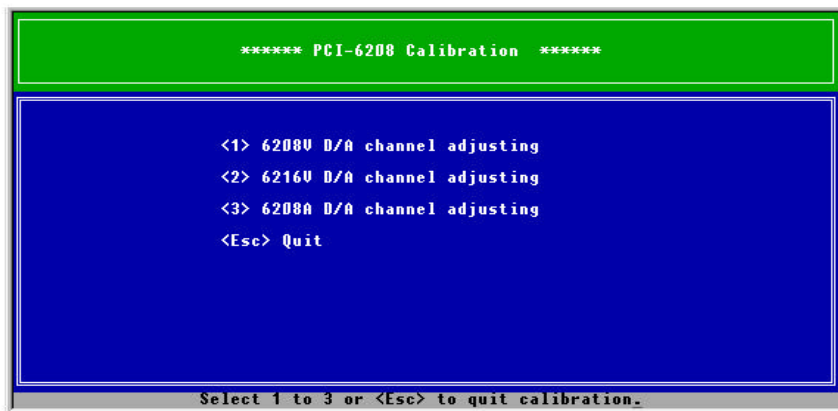 ****** PCI-6208 Calibration ******
<1> 6208V D/A channel adjusting
<2> 6216V D/A channel adjusting
<3> 6208A D/A channel adjusting
<Esc> Quit
Select 1 to 3 or <Esc> to quit calibration._